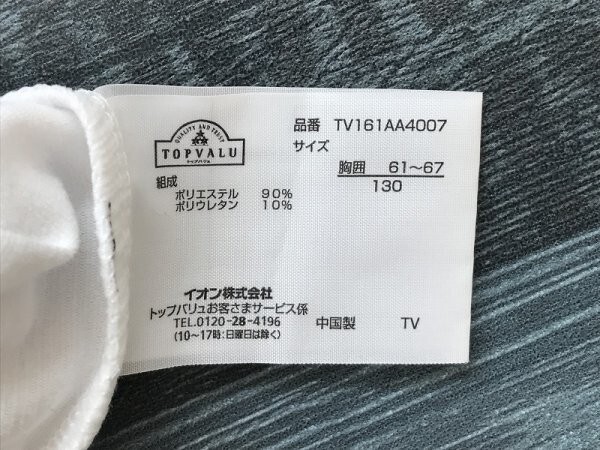 QUALITY AND TRUST
TOPVALU
トップバリュ
品番 TV161AA4007
サイズ
胸囲 61～67
130
組成
ポリエステル 90%
ポリウレタン 10%
イオン株式会社
トップバリュお客さまサービス係
TEL.0120-28-4196
(10～17時:日曜日は除く)
中国製 TV